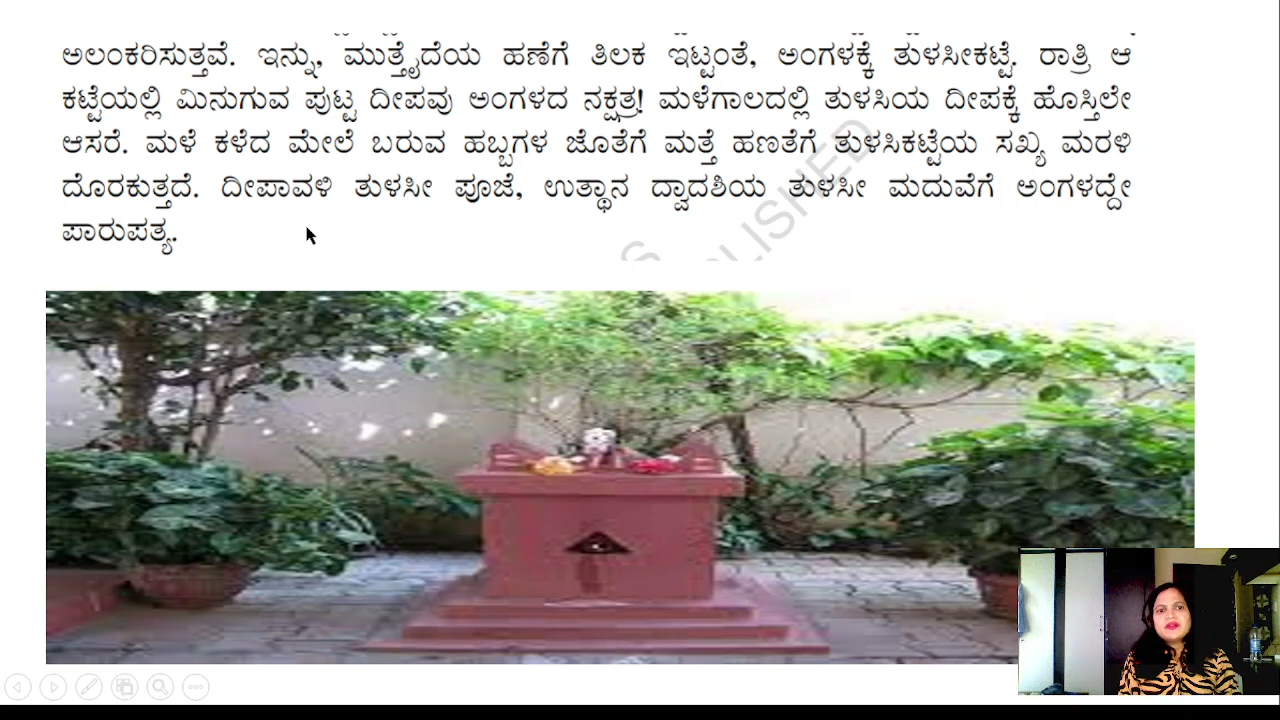 ಅಲಂಕರಿಸುತ್ತವೆ. ಇನ್ನು, ಮುತ್ತೈದೆಯ ಹಣೆಗೆ ತಿಲಕ ಇಟ್ಟಂತೆ, ಅಂಗಳಕ್ಕೆ ತುಳಸೀಕಟ್ಟೆ. ರಾತ್ರಿ ಆ
ಕಟ್ಟೆಯಲ್ಲಿ ಮಿನುಗುವ ಪುಟ್ಟ ದೀಪವು ಅಂಗಳದ ನಕ್ಷತ್ರ! ಮಳೆಗಾಲದಲ್ಲಿ ತುಳಸಿಯ ದೀಪಕ್ಕೆ ಹೊಸ್ತಿಲೇ
ಆಸರೆ. ಮಳೆ ಕಳೆದ ಮೇಲೆ ಬರುವ ಹಬ್ಬಗಳ ಜೊತೆಗೆ ಮತ್ತೆ ಹಣತೆಗೆ ತುಳಸಿಕಟ್ಟೆಯ ಸಖ್ಯ ಮರಳಿ
ದೊರಕುತ್ತದೆ. ದೀಪಾವಳಿ ತುಳಸೀ ಪೂಜೆ, ಉತ್ಥಾನ ದ್ವಾದಶಿಯ ತುಳಸೀ ಮದುವೆಗೆ ಅಂಗಳದ್ದೇ
ಪಾರುಪತ್ಯ.